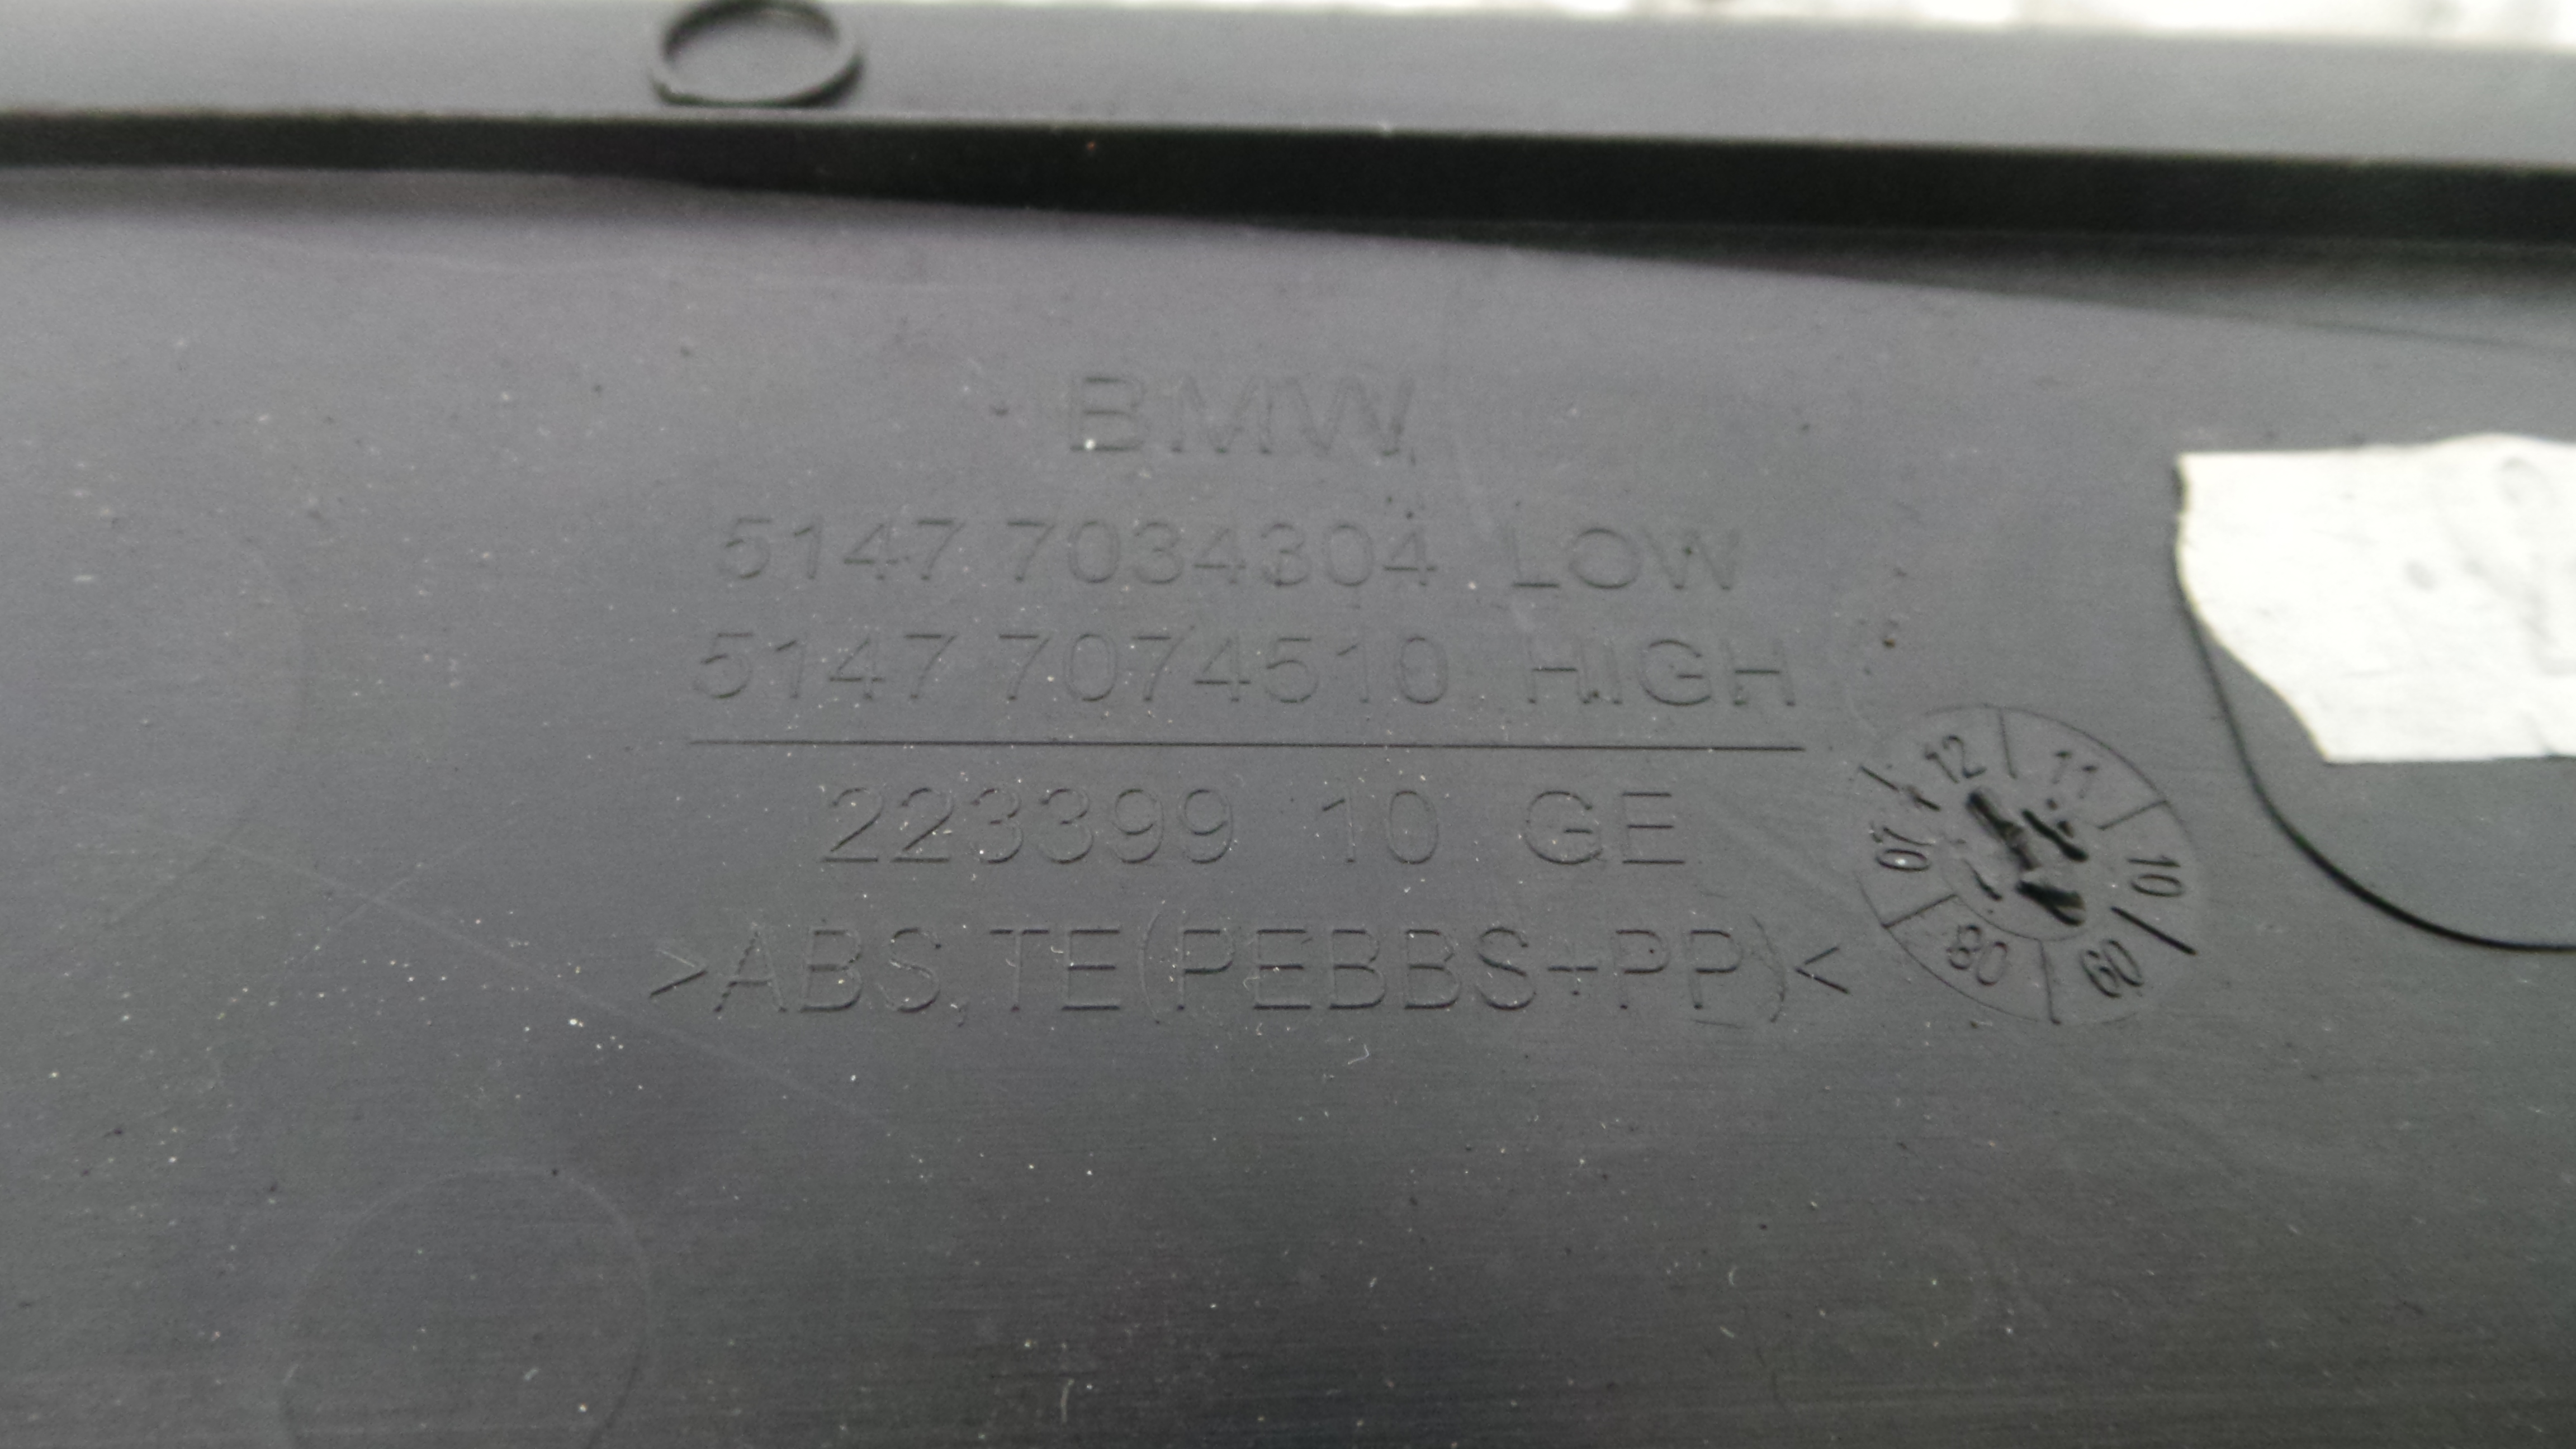 BMW
5147 7034304 LOW
5147 7074510 HIGH
223399 10 GE
>ABS,TE(PEBBS+PP)<
12 11 10 09 08 07